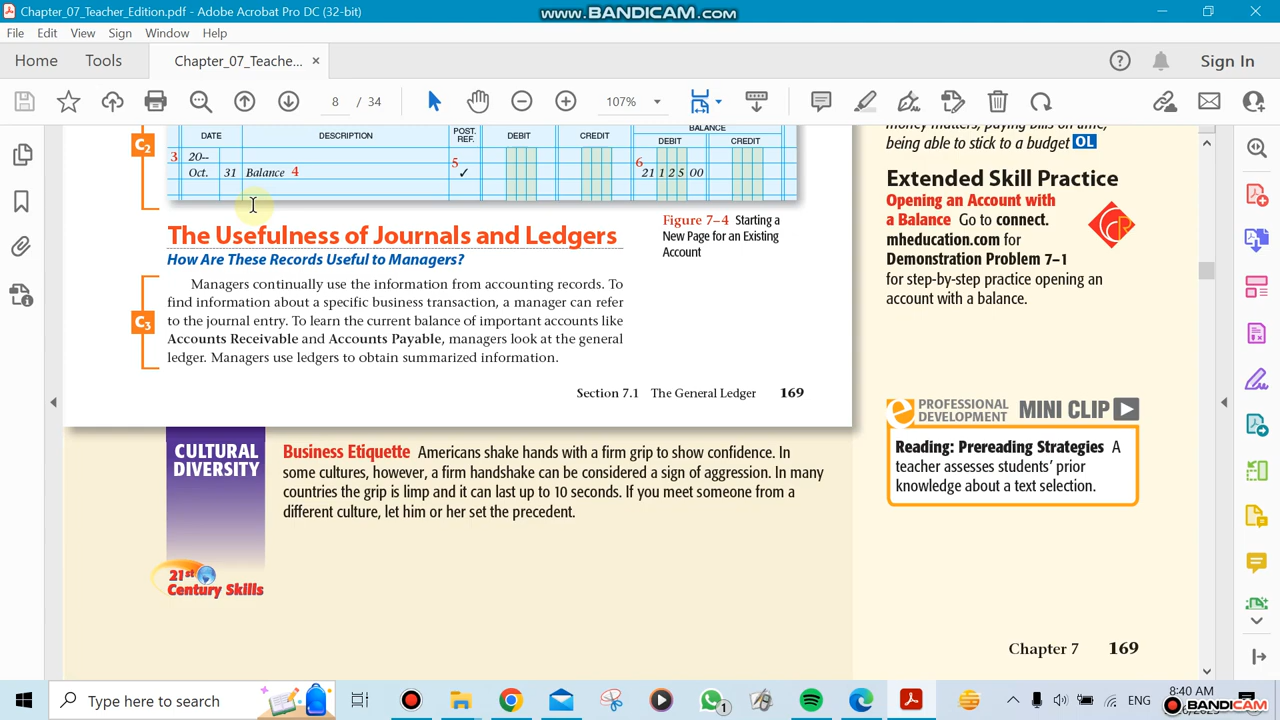 Chapter_07_Teacher_Edition.pdf - Adobe Acrobat Pro DC (32-bit)
www.BANDICAM.com
File Edit View Sign Window Help
Home Tools Chapter_07_Teache... × Sign In
8 / 34 107%
C2
DATE DESCRIPTION POST. REF. DEBIT CREDIT BALANCE
DEBIT CREDIT
3 20-- 5 6
Oct. 31 Balance 4 ✓ 21 1 2 5 00
Figure 7–4 Starting a
New Page for an Existing
Account
The Usefulness of Journals and Ledgers
How Are These Records Useful to Managers?
C3
Managers continually use the information from accounting records. To
find information about a specific business transaction, a manager can refer
to the journal entry. To learn the current balance of important accounts like
Accounts Receivable and Accounts Payable, managers look at the general
ledger. Managers use ledgers to obtain summarized information.
Section 7.1 The General Ledger 169
money matters, paying bills on time,
being able to stick to a budget OL
Extended Skill Practice
Opening an Account with
a Balance Go to connect.
mheducation.com for
Demonstration Problem 7–1
for step-by-step practice opening an
account with a balance.
CR
CULTURAL
DIVERSITY
Business Etiquette Americans shake hands with a firm grip to show confidence. In
some cultures, however, a firm handshake can be considered a sign of aggression. In many
countries the grip is limp and it can last up to 10 seconds. If you meet someone from a
different culture, let him or her set the precedent.
21st
Century Skills
e PROFESSIONAL
DEVELOPMENT MINI CLIP
Reading: Prereading Strategies A
teacher assesses students' prior
knowledge about a text selection.
Chapter 7 169
Type here to search
1
ENG
8:40 AM
BANDICAM